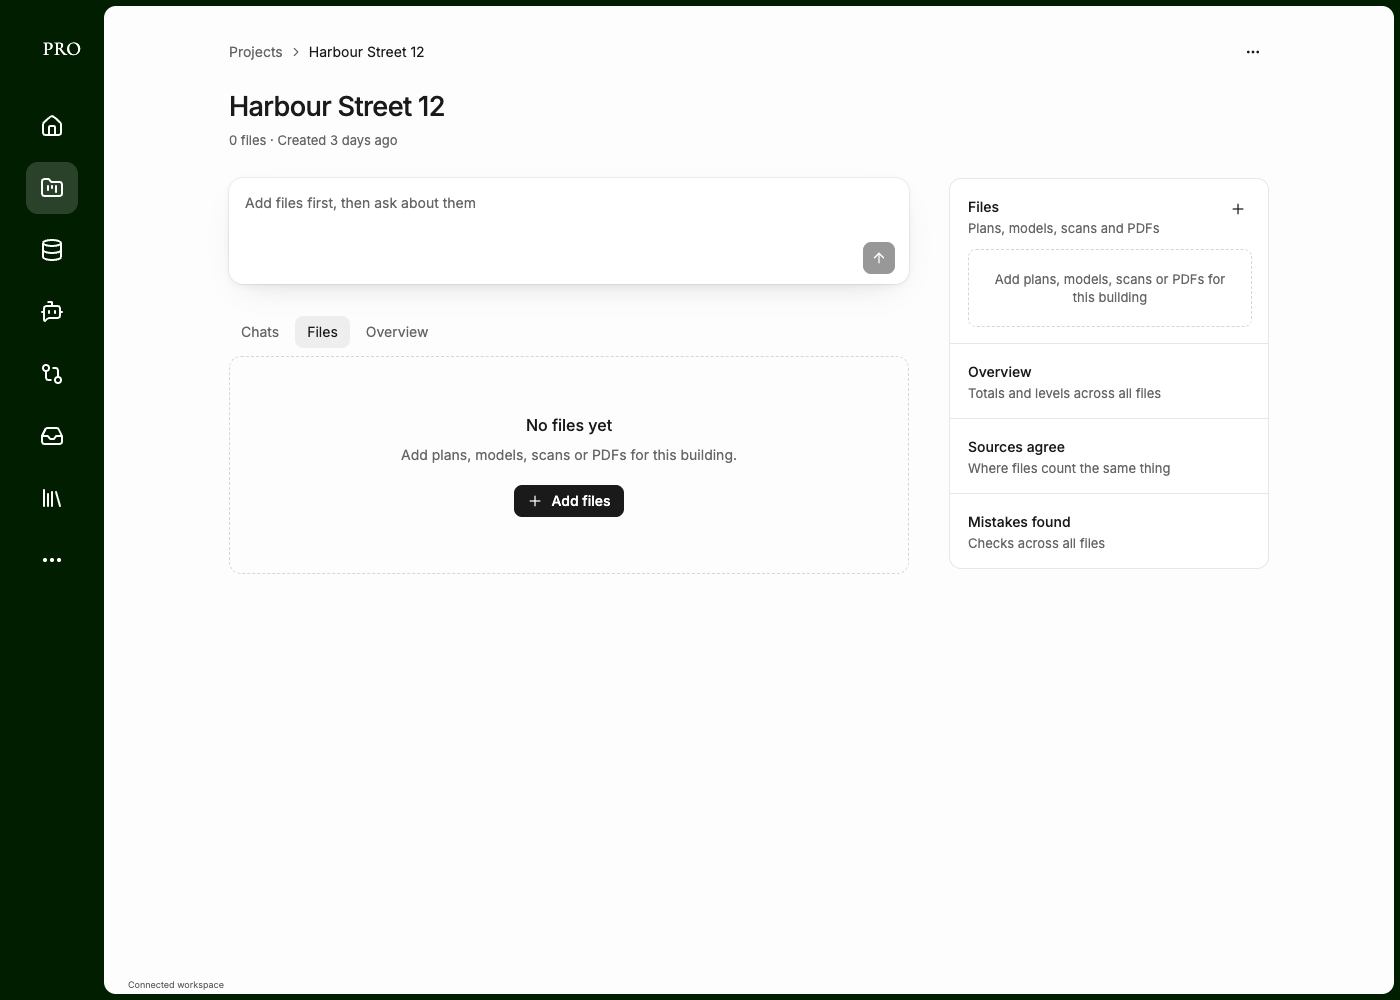 PRO
Projects
Harbour Street 12
Harbour Street 12
0 files · Created 3 days ago
Add files first, then ask about them
Chats
Files
Overview
No files yet
Add plans, models, scans or PDFs for this building.
Add files
Files
Plans, models, scans and PDFs
Add plans, models, scans or PDFs for
this building
Overview
Totals and levels across all files
Sources agree
Where files count the same thing
Mistakes found
Checks across all files
Connected workspace